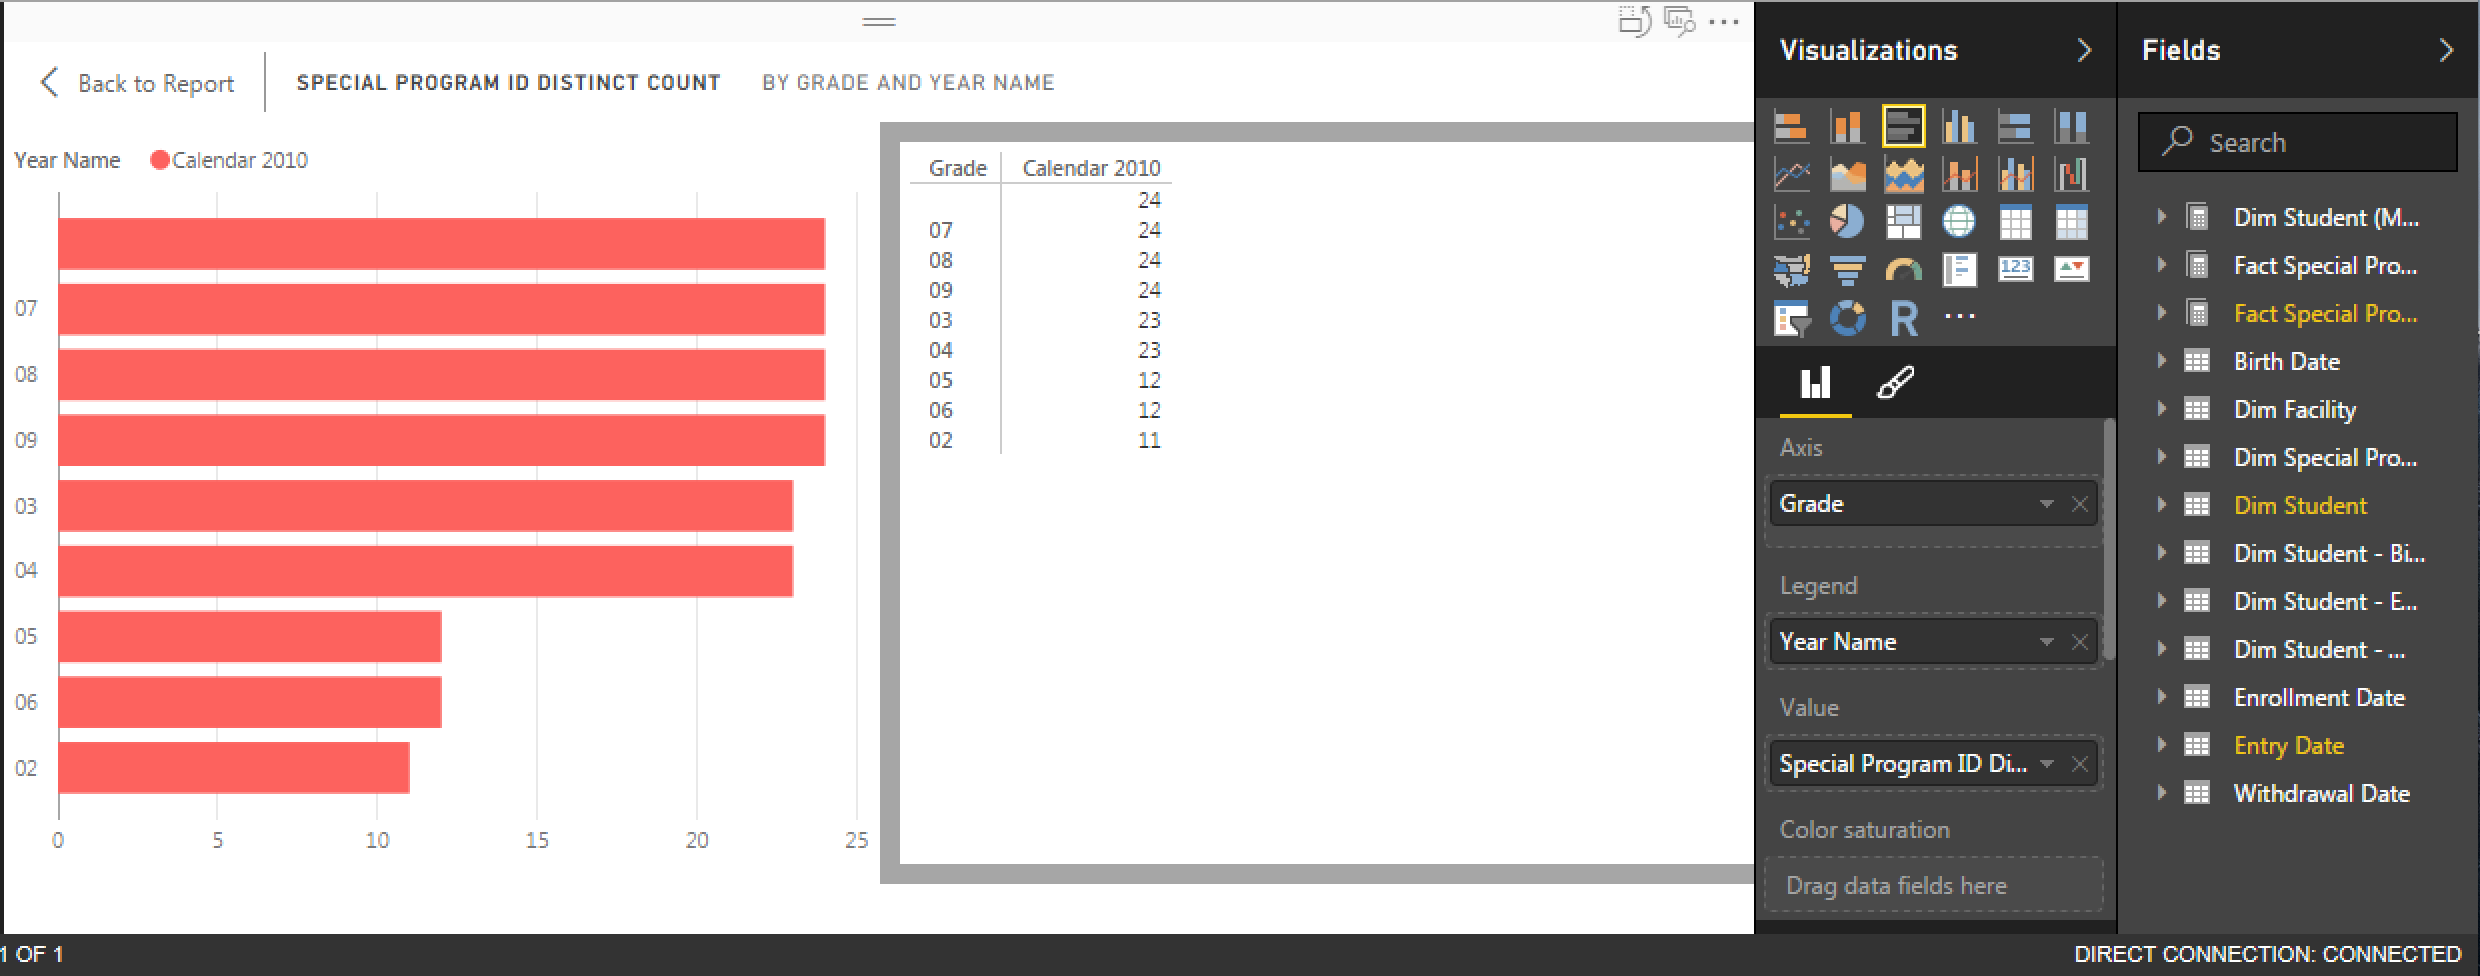 Back to Report
SPECIAL PROGRAM ID DISTINCT COUNT BY GRADE AND YEAR NAME
Year Name Calendar 2010
07
08
09
03
04
05
06
02
0 5 10 15 20 25
Grade Calendar 2010
24
07 24
08 24
09 24
03 23
04 23
05 12
06 12
02 11
Visualizations
123
R
...
Axis
Grade
Legend
Year Name
Value
Special Program ID Di...
Color saturation
Drag data fields here
Fields
Search
Dim Student (M...
Fact Special Pro...
Fact Special Pro...
Birth Date
Dim Facility
Dim Special Pro...
Dim Student
Dim Student - Bi...
Dim Student - E...
Dim Student - ...
Enrollment Date
Entry Date
Withdrawal Date
1 OF 1
DIRECT CONNECTION: CONNECTED